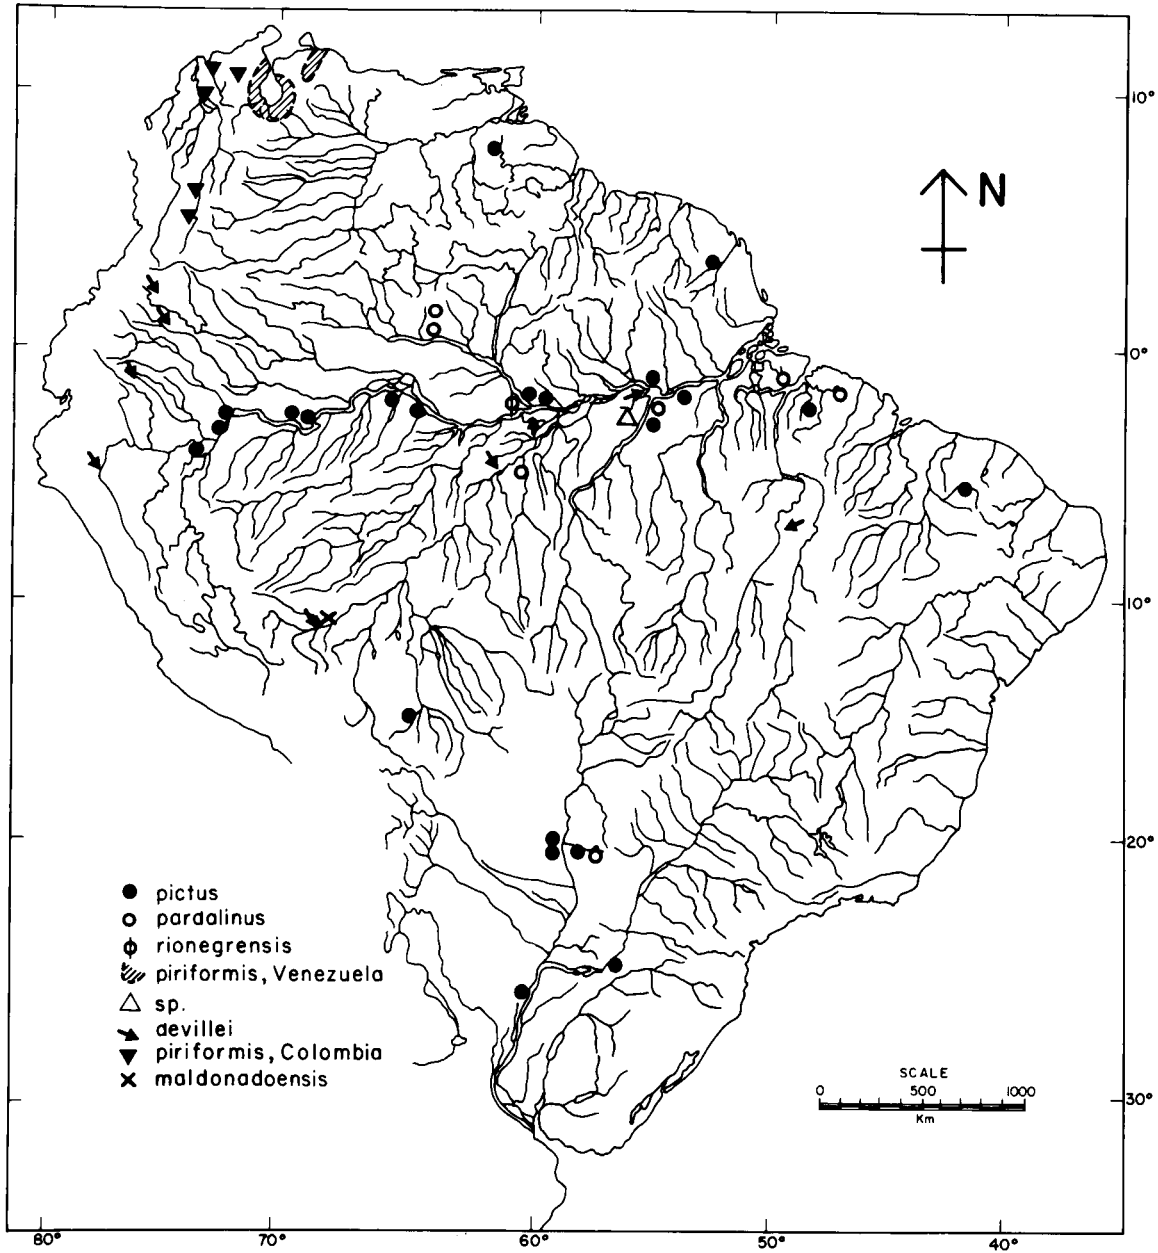 N
10°
0°
10°
20°
30°
pictus
pardalinus
rionegrensis
piriformis, Venezuela
sp.
devillei
piriformis, Colombia
maldonadoensis
SCALE
0 500 1000
Km
80° 70° 60° 50° 40°